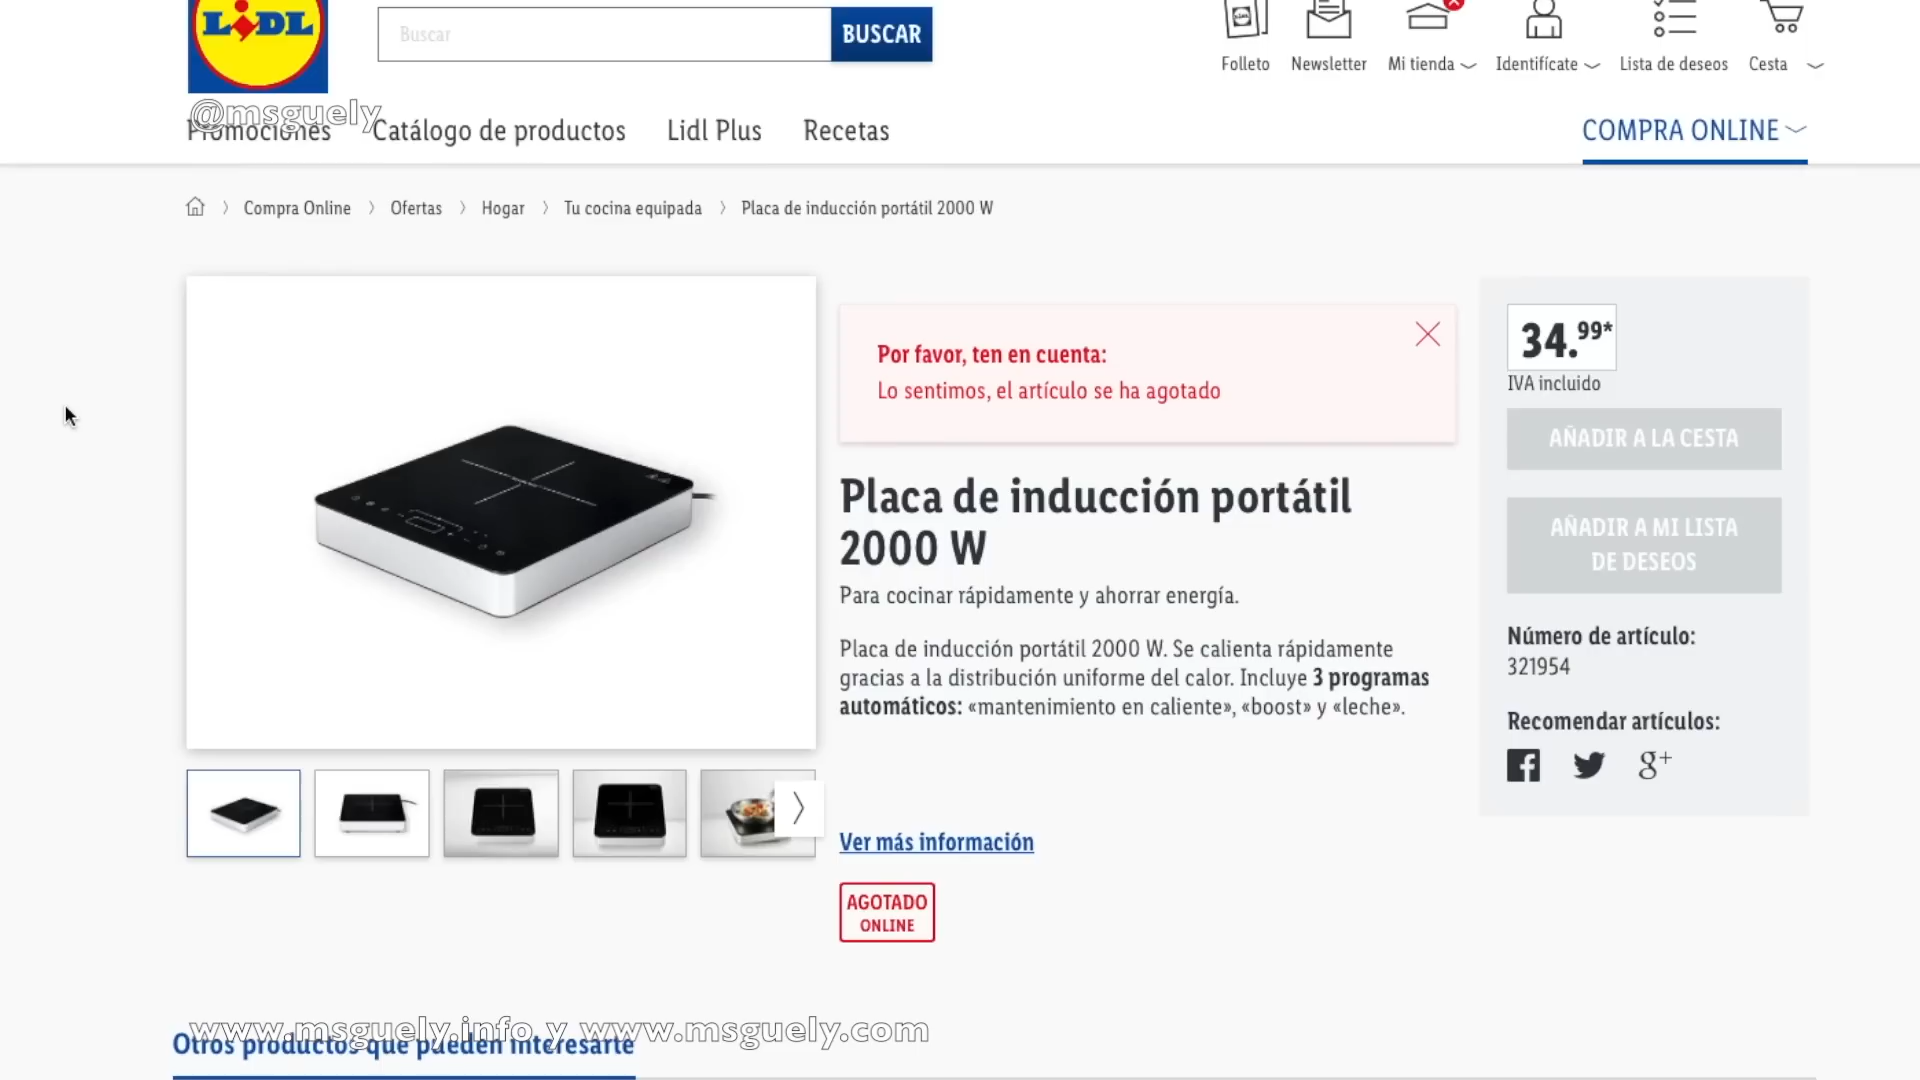 LIDL
Buscar
BUSCAR
Folleto
Newsletter
Mi tienda
Identifícate
Lista de deseos
Cesta
@msguely
Promociones
Catálogo de productos
Lidl Plus
Recetas
COMPRA ONLINE
Compra Online
Ofertas
Hogar
Tu cocina equipada
Placa de inducción portátil 2000 W
Por favor, ten en cuenta:
Lo sentimos, el artículo se ha agotado
Placa de inducción portátil
2000 W
Para cocinar rápidamente y ahorrar energía.
Placa de inducción portátil 2000 W. Se calienta rápidamente
gracias a la distribución uniforme del calor. Incluye 3 programas
automáticos: «mantenimiento en caliente», «boost» y «leche».
Ver más información
AGOTADO
ONLINE
34.99*
IVA incluido
AÑADIR A LA CESTA
AÑADIR A MI LISTA
DE DESEOS
Número de artículo:
321954
Recomendar artículos:
g+
www.msguely.info y www.msguely.com
Otros productos que pueden interesarte